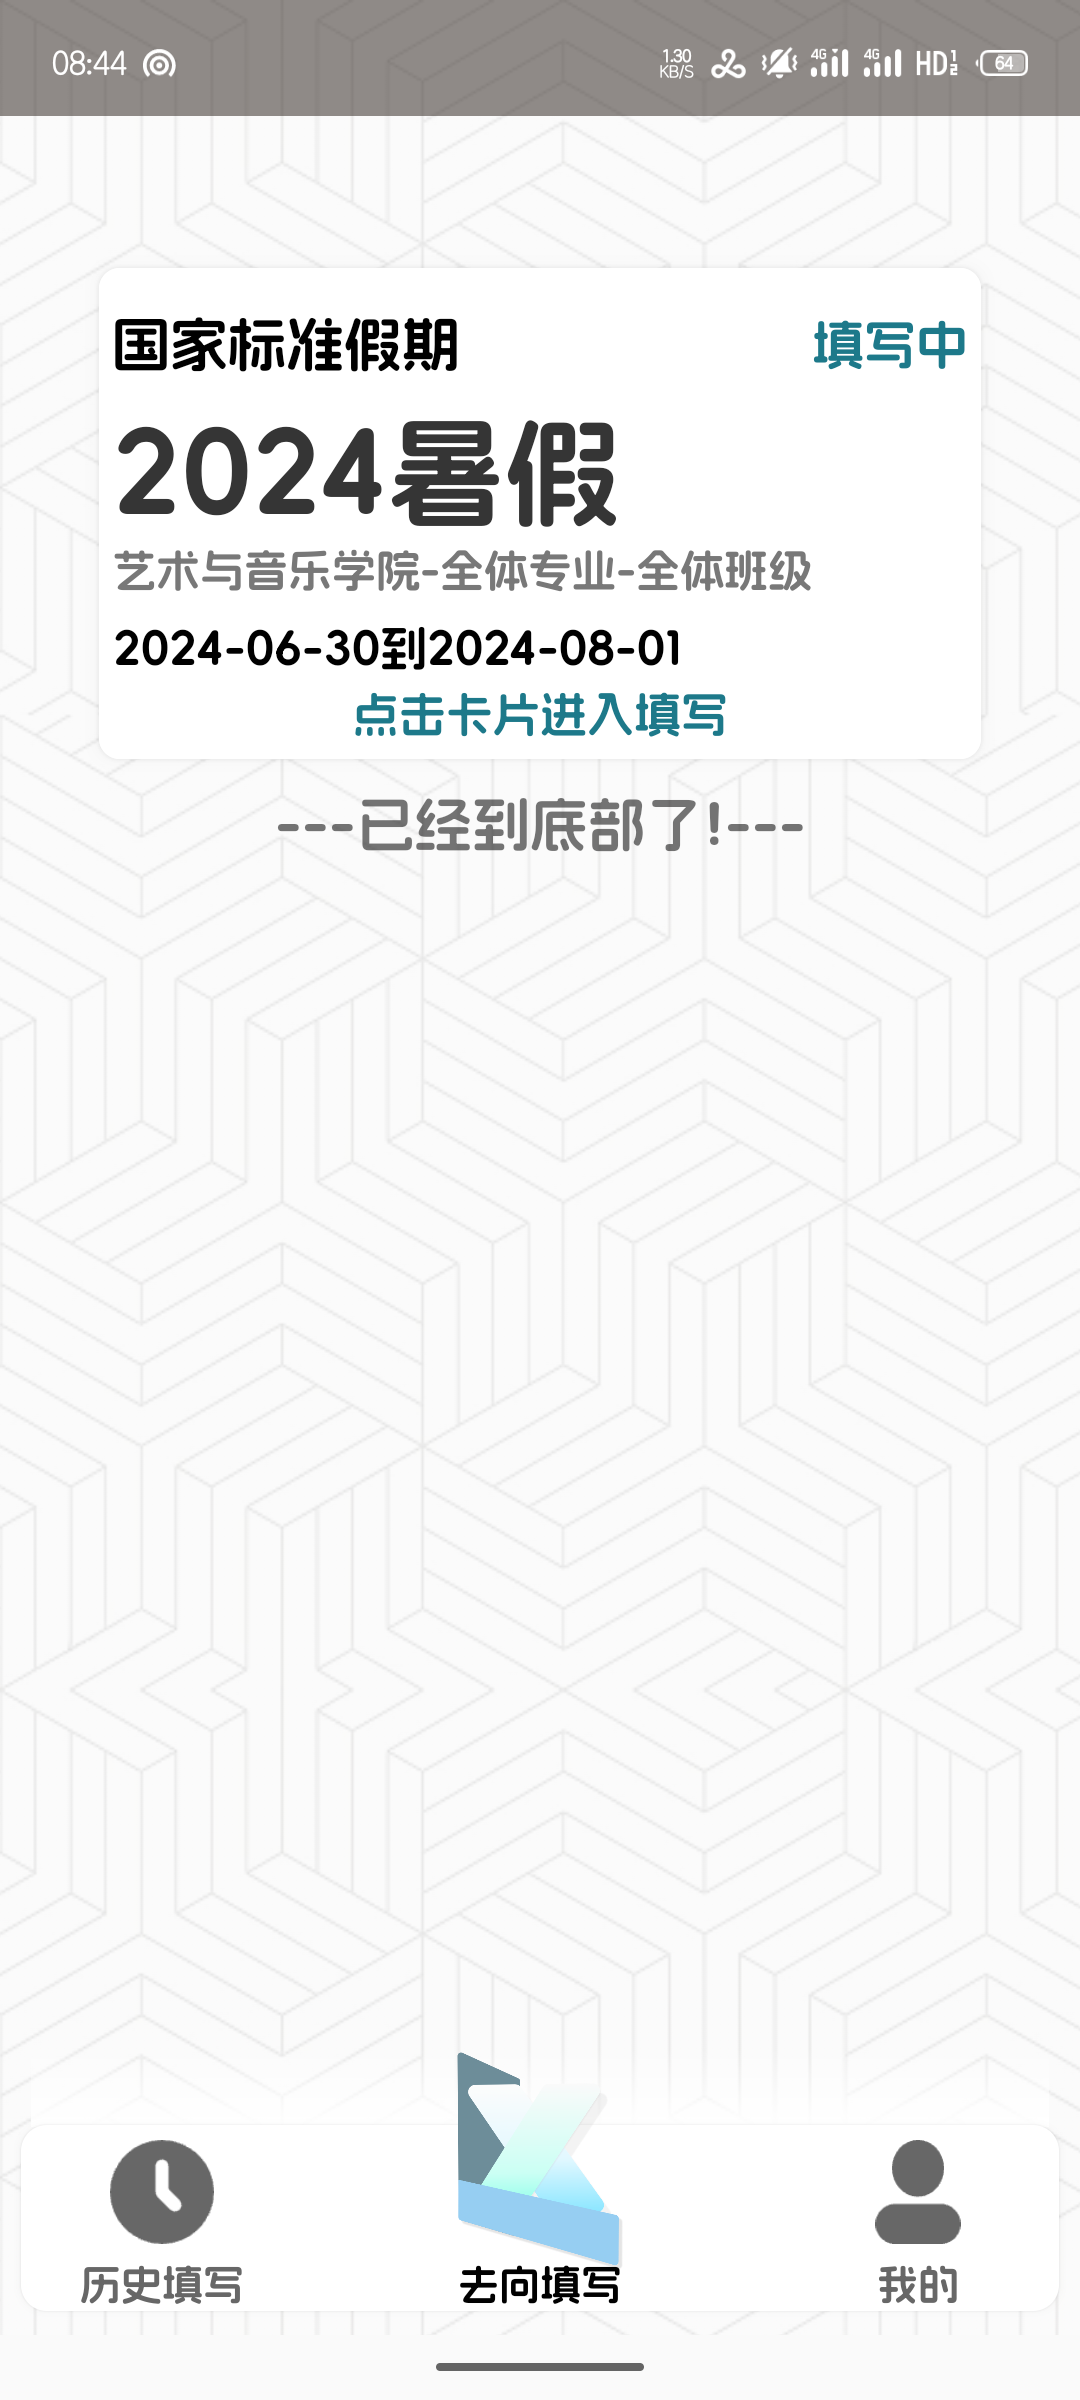 08:44
1.30
KB/S
4G
4G
HD 1 2
64
国家标准假期
填写中
2024暑假
艺术与音乐学院-全体专业-全体班级
2024-06-30到2024-08-01
点击卡片进入填写
---已经到底部了!---
历史填写
去向填写
我的